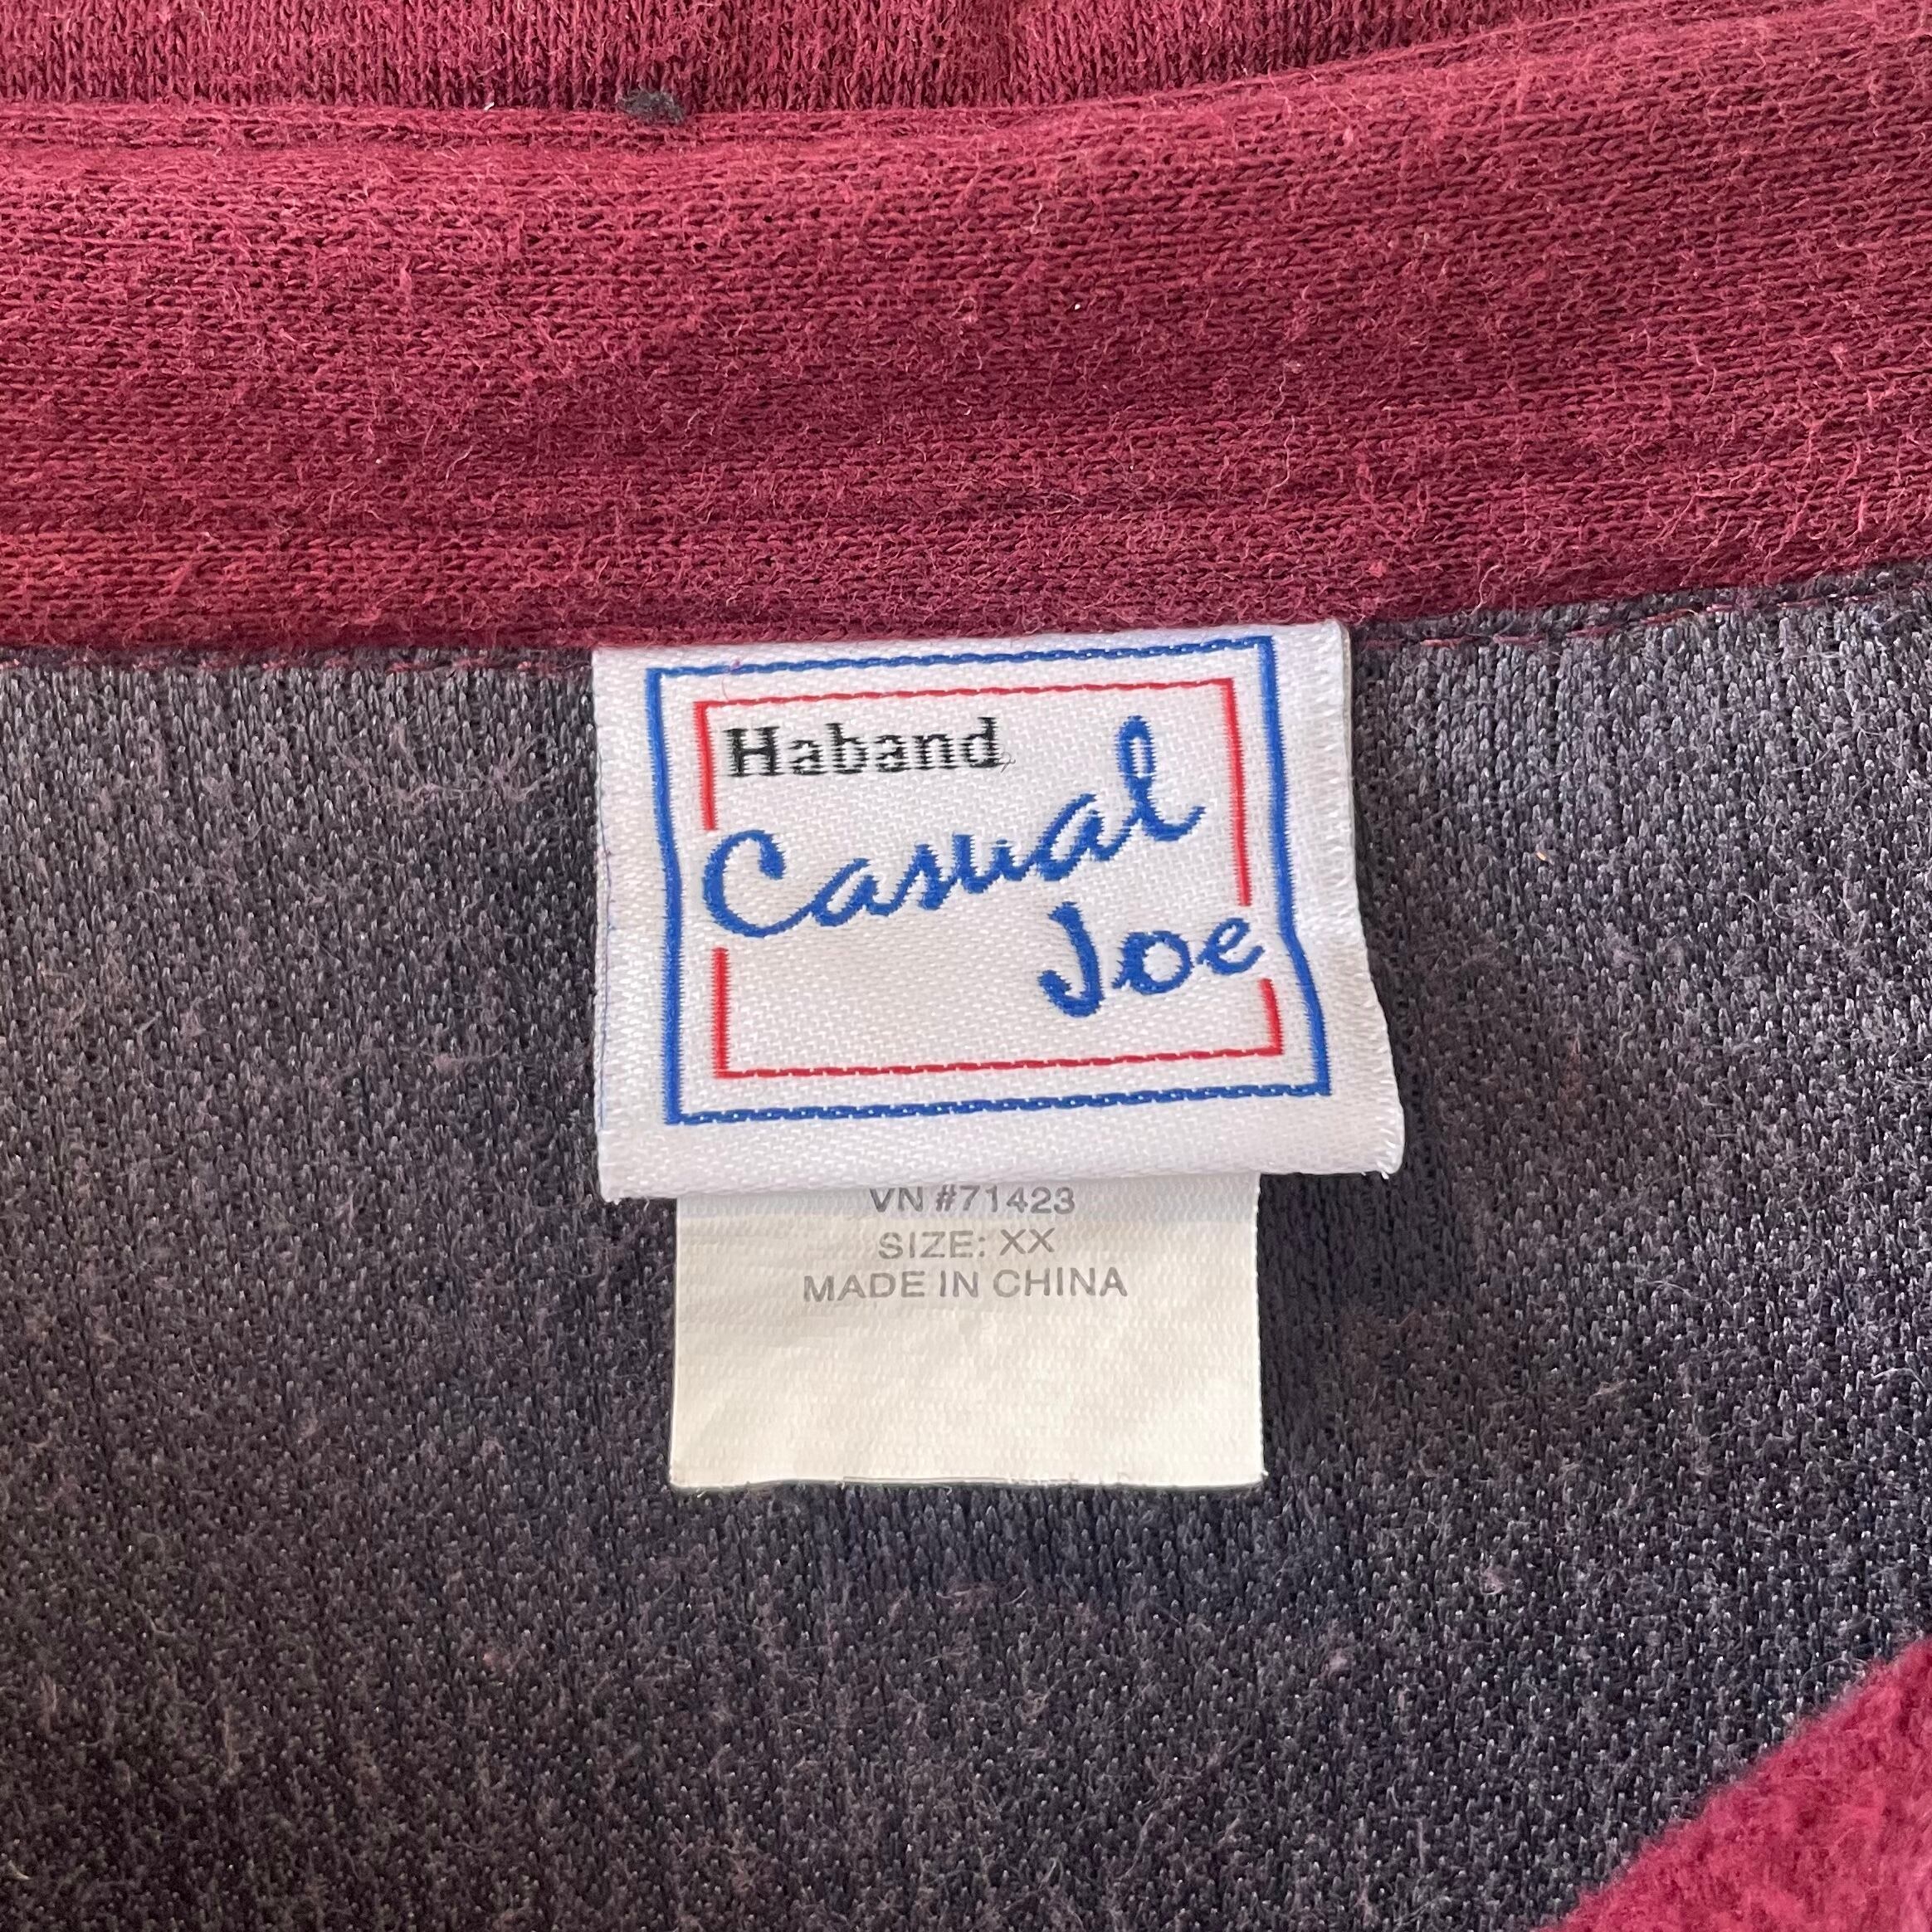 Haband
Casual
Joe
VN #71423
SIZE: XX
MADE IN CHINA